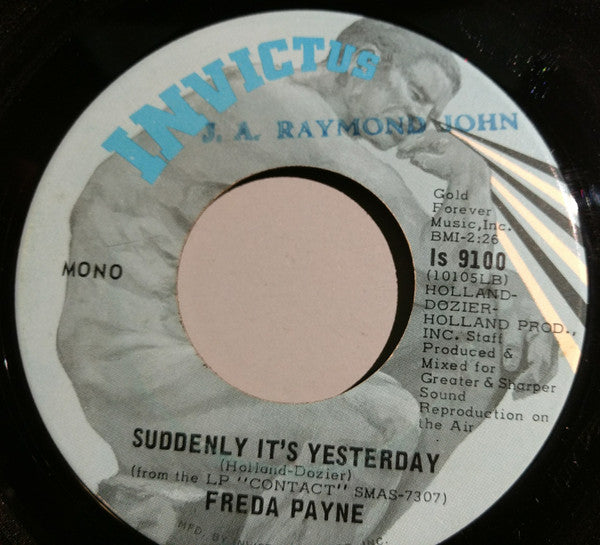 INVICTUS
J. A. RAYMOND JOHN
MONO
Gold
Forever
Music,Inc.
BMI-2:26
Is 9100
(10105LB)
HOLLAND-
DOZIER-
HOLLAND PROD.,
INC. Staff
Produced &
Mixed for
Greater & Sharper
Sound
Reproduction on
the Air
SUDDENLY IT'S YESTERDAY
(Holland-Dozier)
(from the LP "CONTACT" SMAS-7307)
FREDA PAYNE
MFD. BY